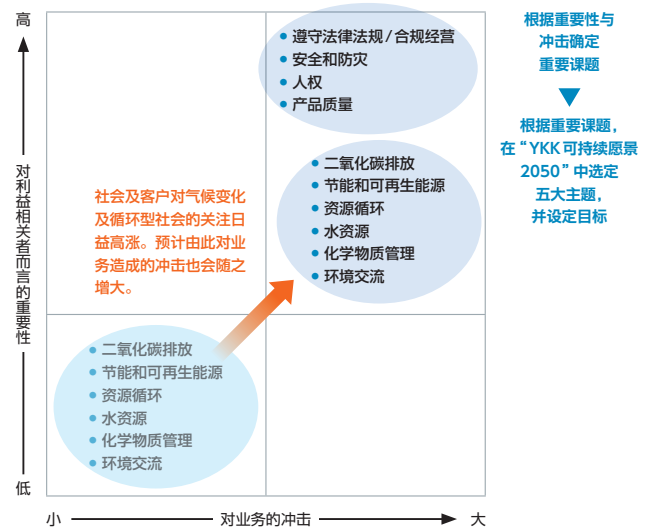 高
对利益相关者而言的重要性
低
小
对业务的冲击
大
• 遵守法律法规/合规经营
• 安全和防灾
• 人权
• 产品质量
• 二氧化碳排放
• 节能和可再生能源
• 资源循环
• 水资源
• 化学物质管理
• 环境交流
社会及客户对气候变化
及循环型社会的关注日
益高涨。预计由此对业
务造成的冲击也会随之
增大。
• 二氧化碳排放
• 节能和可再生能源
• 资源循环
• 水资源
• 化学物质管理
• 环境交流
根据重要性与
冲击确定
重要课题
根据重要课题，
在“YKK可持续愿景
2050”中选定
五大主题，
并设定目标